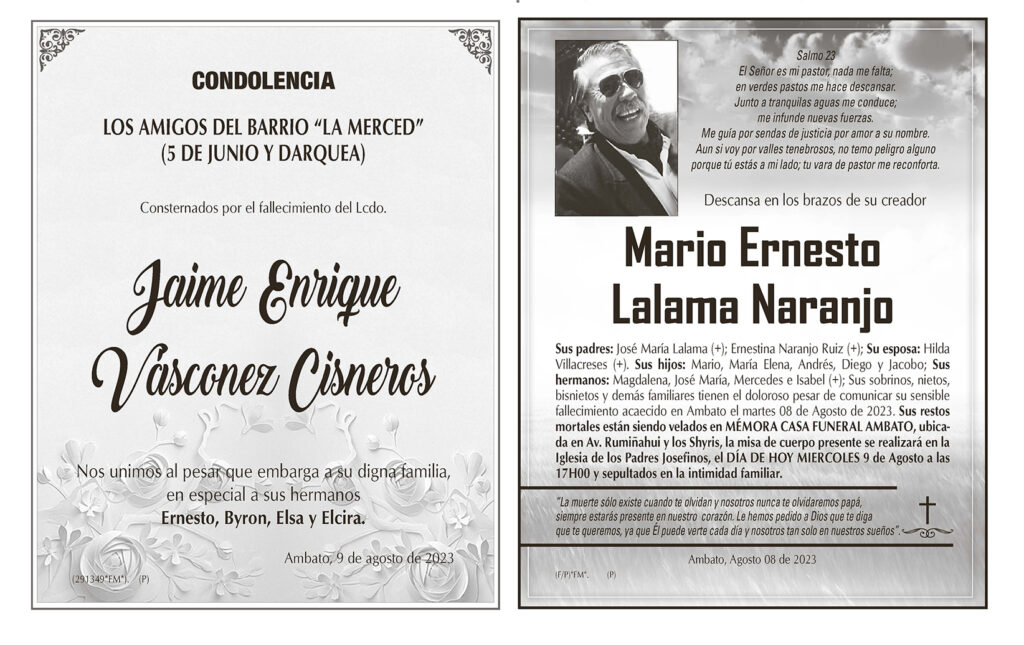 CONDOLENCIA
LOS AMIGOS DEL BARRIO “LA MERCED”
(5 DE JUNIO Y DARQUEA)
Consternados por el fallecimiento del Lcdo.
Jaime Enrique
Vásconez Cisneros
Nos unimos al pesar que embarga a su digna familia,
en especial a sus hermanos
Ernesto, Byron, Elsa y Elcira.
Ambato, 9 de agosto de 2023
(291349*EM*). (P)
Salmo 23
El Señor es mi pastor, nada me falta;
en verdes pastos me hace descansar.
Junto a tranquilas aguas me conduce;
me infunde nuevas fuerzas.
Me guía por sendas de justicia por amor a su nombre.
Aun si voy por valles tenebrosos, no temo peligro alguno
porque tú estás a mi lado; tu vara de pastor me reconforta.
Descansa en los brazos de su creador
Mario Ernesto
Lalama Naranjo
Sus padres: José María Lalama (+); Ernestina Naranjo Ruiz (+); Su esposa: Hilda
Villacreses (+). Sus hijos: Mario, María Elena, Andrés, Diego y Jacobo; Sus
hermanos: Magdalena, José María, Mercedes e Isabel (+); Sus sobrinos, nietos,
bisnietos y demás familiares tienen el doloroso pesar de comunicar su sensible
fallecimiento acaecido en Ambato el martes 08 de Agosto de 2023. Sus restos
mortales están siendo velados en MÉMORA CASA FUNERAL AMBATO, ubica-
da en Av. Rumiñahui y los Shyris, la misa de cuerpo presente se realizará en la
Iglesia de los Padres Josefinos, el DÍA DE HOY MIERCOLES 9 de Agosto a las
17H00 y sepultados en la intimidad familiar.
“La muerte sólo existe cuando te olvidan y nosotros nunca te olvidaremos papá,
siempre estarás presente en nuestro corazón. Le hemos pedido a Dios que te diga
que te queremos, ya que Él puede verte cada día y nosotros tan solo en nuestros sueños”.
Ambato, Agosto 08 de 2023
(F/P)*EM*. (P)